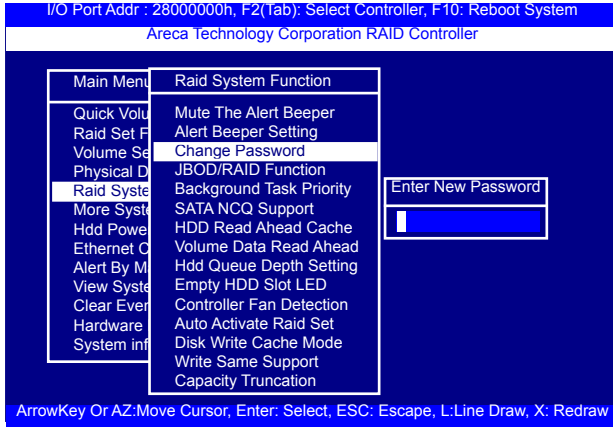 I/O Port Addr : 28000000h, F2(Tab): Select Controller, F10: Reboot System
Areca Technology Corporation RAID Controller
Main Menu
Quick Volu
Raid Set F
Volume Se
Physical D
Raid Syste
More Syste
Hdd Powe
Ethernet C
Alert By M
View Syste
Clear Even
Hardware
System inf
Raid System Function
Mute The Alert Beeper
Alert Beeper Setting
Change Password
JBOD/RAID Function
Background Task Priority
SATA NCQ Support
HDD Read Ahead Cache
Volume Data Read Ahead
Hdd Queue Depth Setting
Empty HDD Slot LED
Controller Fan Detection
Auto Activate Raid Set
Disk Write Cache Mode
Write Same Support
Capacity Truncation
Enter New Password
ArrowKey Or AZ:Move Cursor, Enter: Select, ESC: Escape, L:Line Draw, X: Redraw